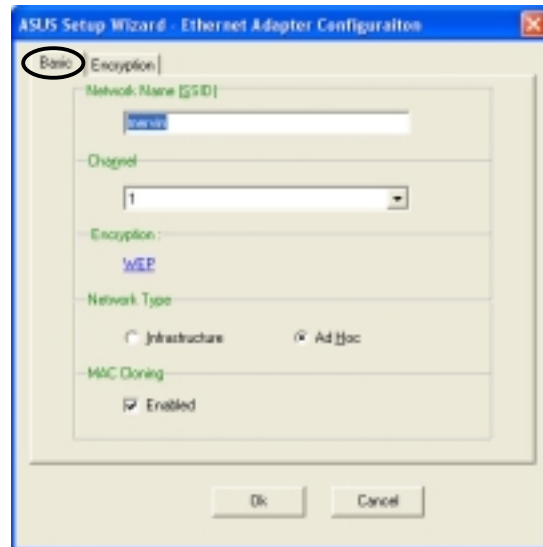 ASUS Setup Wizard - Ethernet Adapter Configuraiton
Basic Encryption
Network Name (SSID)
mervin
Channel
1
Encryption :
WEP
Network Type
Infrastructure Ad Hoc
MAC Cloning
Enabled
Ok Cancel